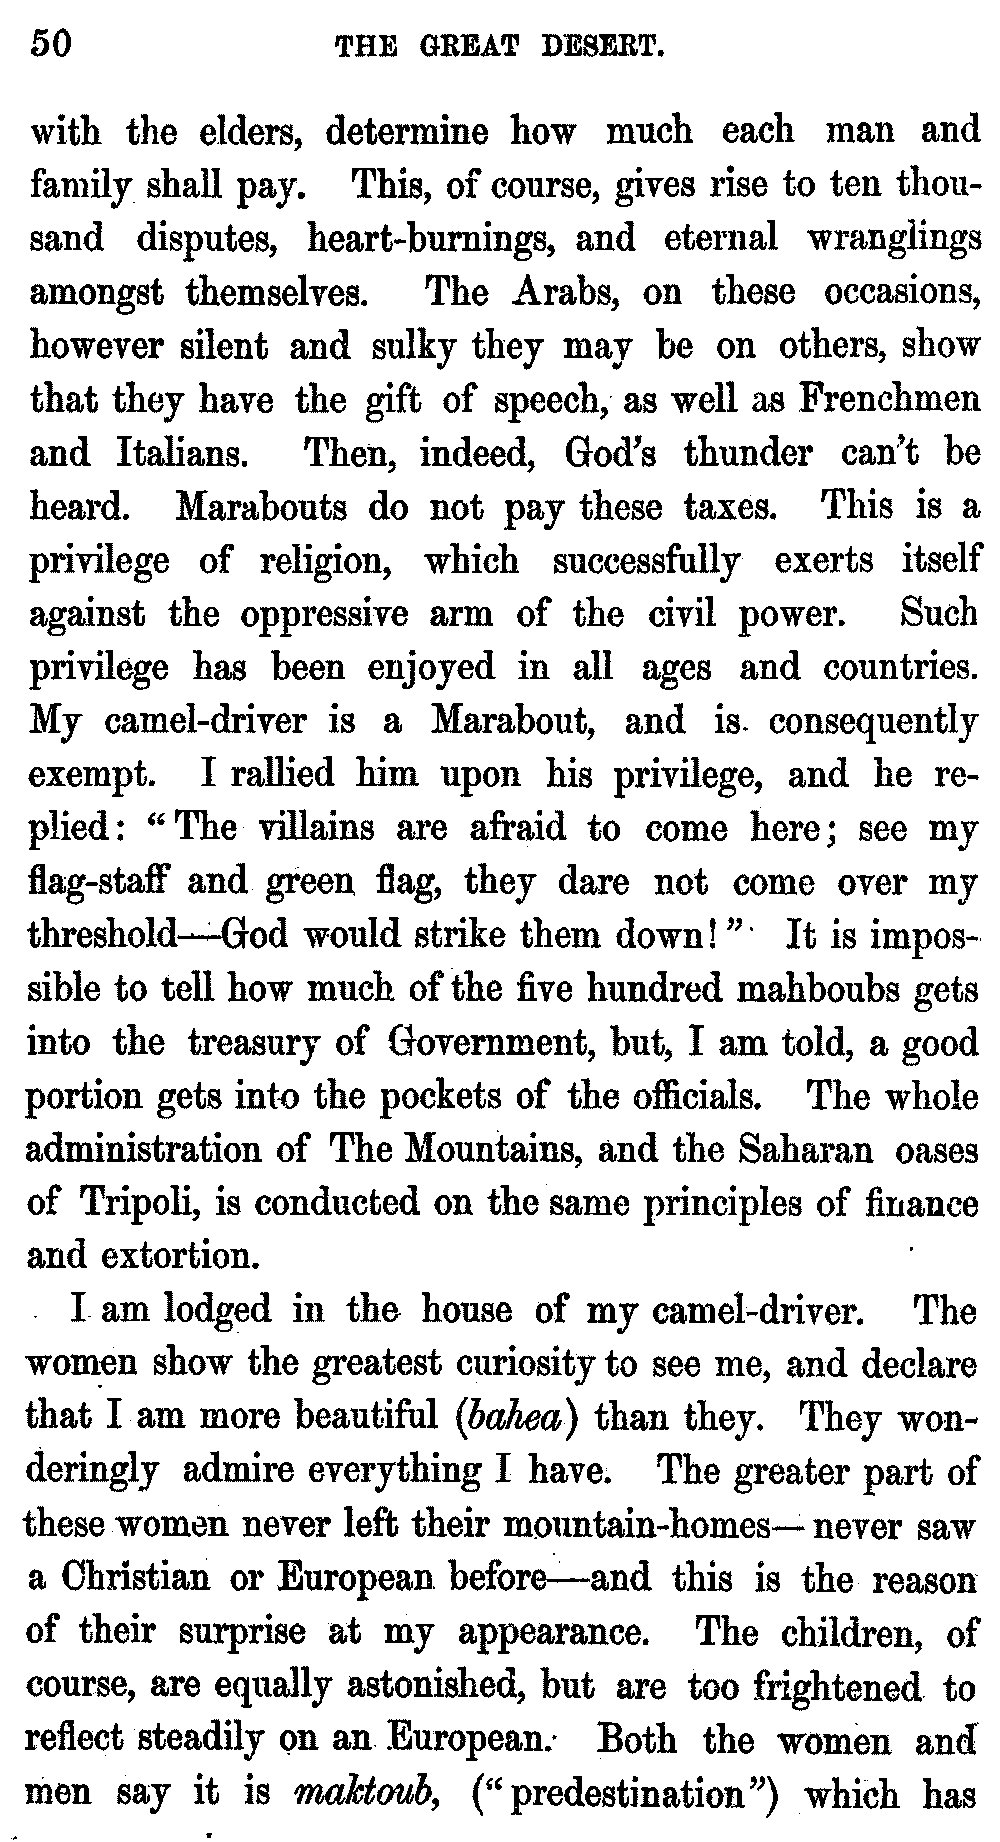 50 THE GREAT DESERT.
with the elders, determine how much each man and
family shall pay. This, of course, gives rise to ten thou-
sand disputes, heart-burnings, and eternal wranglings
amongst themselves. The Arabs, on these occasions,
however silent and sulky they may be on others, show
that they have the gift of speech, as well as Frenchmen
and Italians. Then, indeed, God's thunder can't be
heard. Marabouts do not pay these taxes. This is a
privilege of religion, which successfully exerts itself
against the oppressive arm of the civil power. Such
privilege has been enjoyed in all ages and countries.
My camel-driver is a Marabout, and is consequently
exempt. I rallied him upon his privilege, and he re-
plied: “The villains are afraid to come here; see my
flag-staff and green flag, they dare not come over my
threshold—God would strike them down!” It is impos-
sible to tell how much of the five hundred mahboubs gets
into the treasury of Government, but, I am told, a good
portion gets into the pockets of the officials. The whole
administration of The Mountains, and the Saharan oases
of Tripoli, is conducted on the same principles of finance
and extortion.
I am lodged in the house of my camel-driver. The
women show the greatest curiosity to see me, and declare
that I am more beautiful (bahea) than they. They won-
deringly admire everything I have. The greater part of
these women never left their mountain-homes—never saw
a Christian or European before—and this is the reason
of their surprise at my appearance. The children, of
course, are equally astonished, but are too frightened to
reflect steadily on an European. Both the women and
men say it is maktoub, (“predestination”) which has